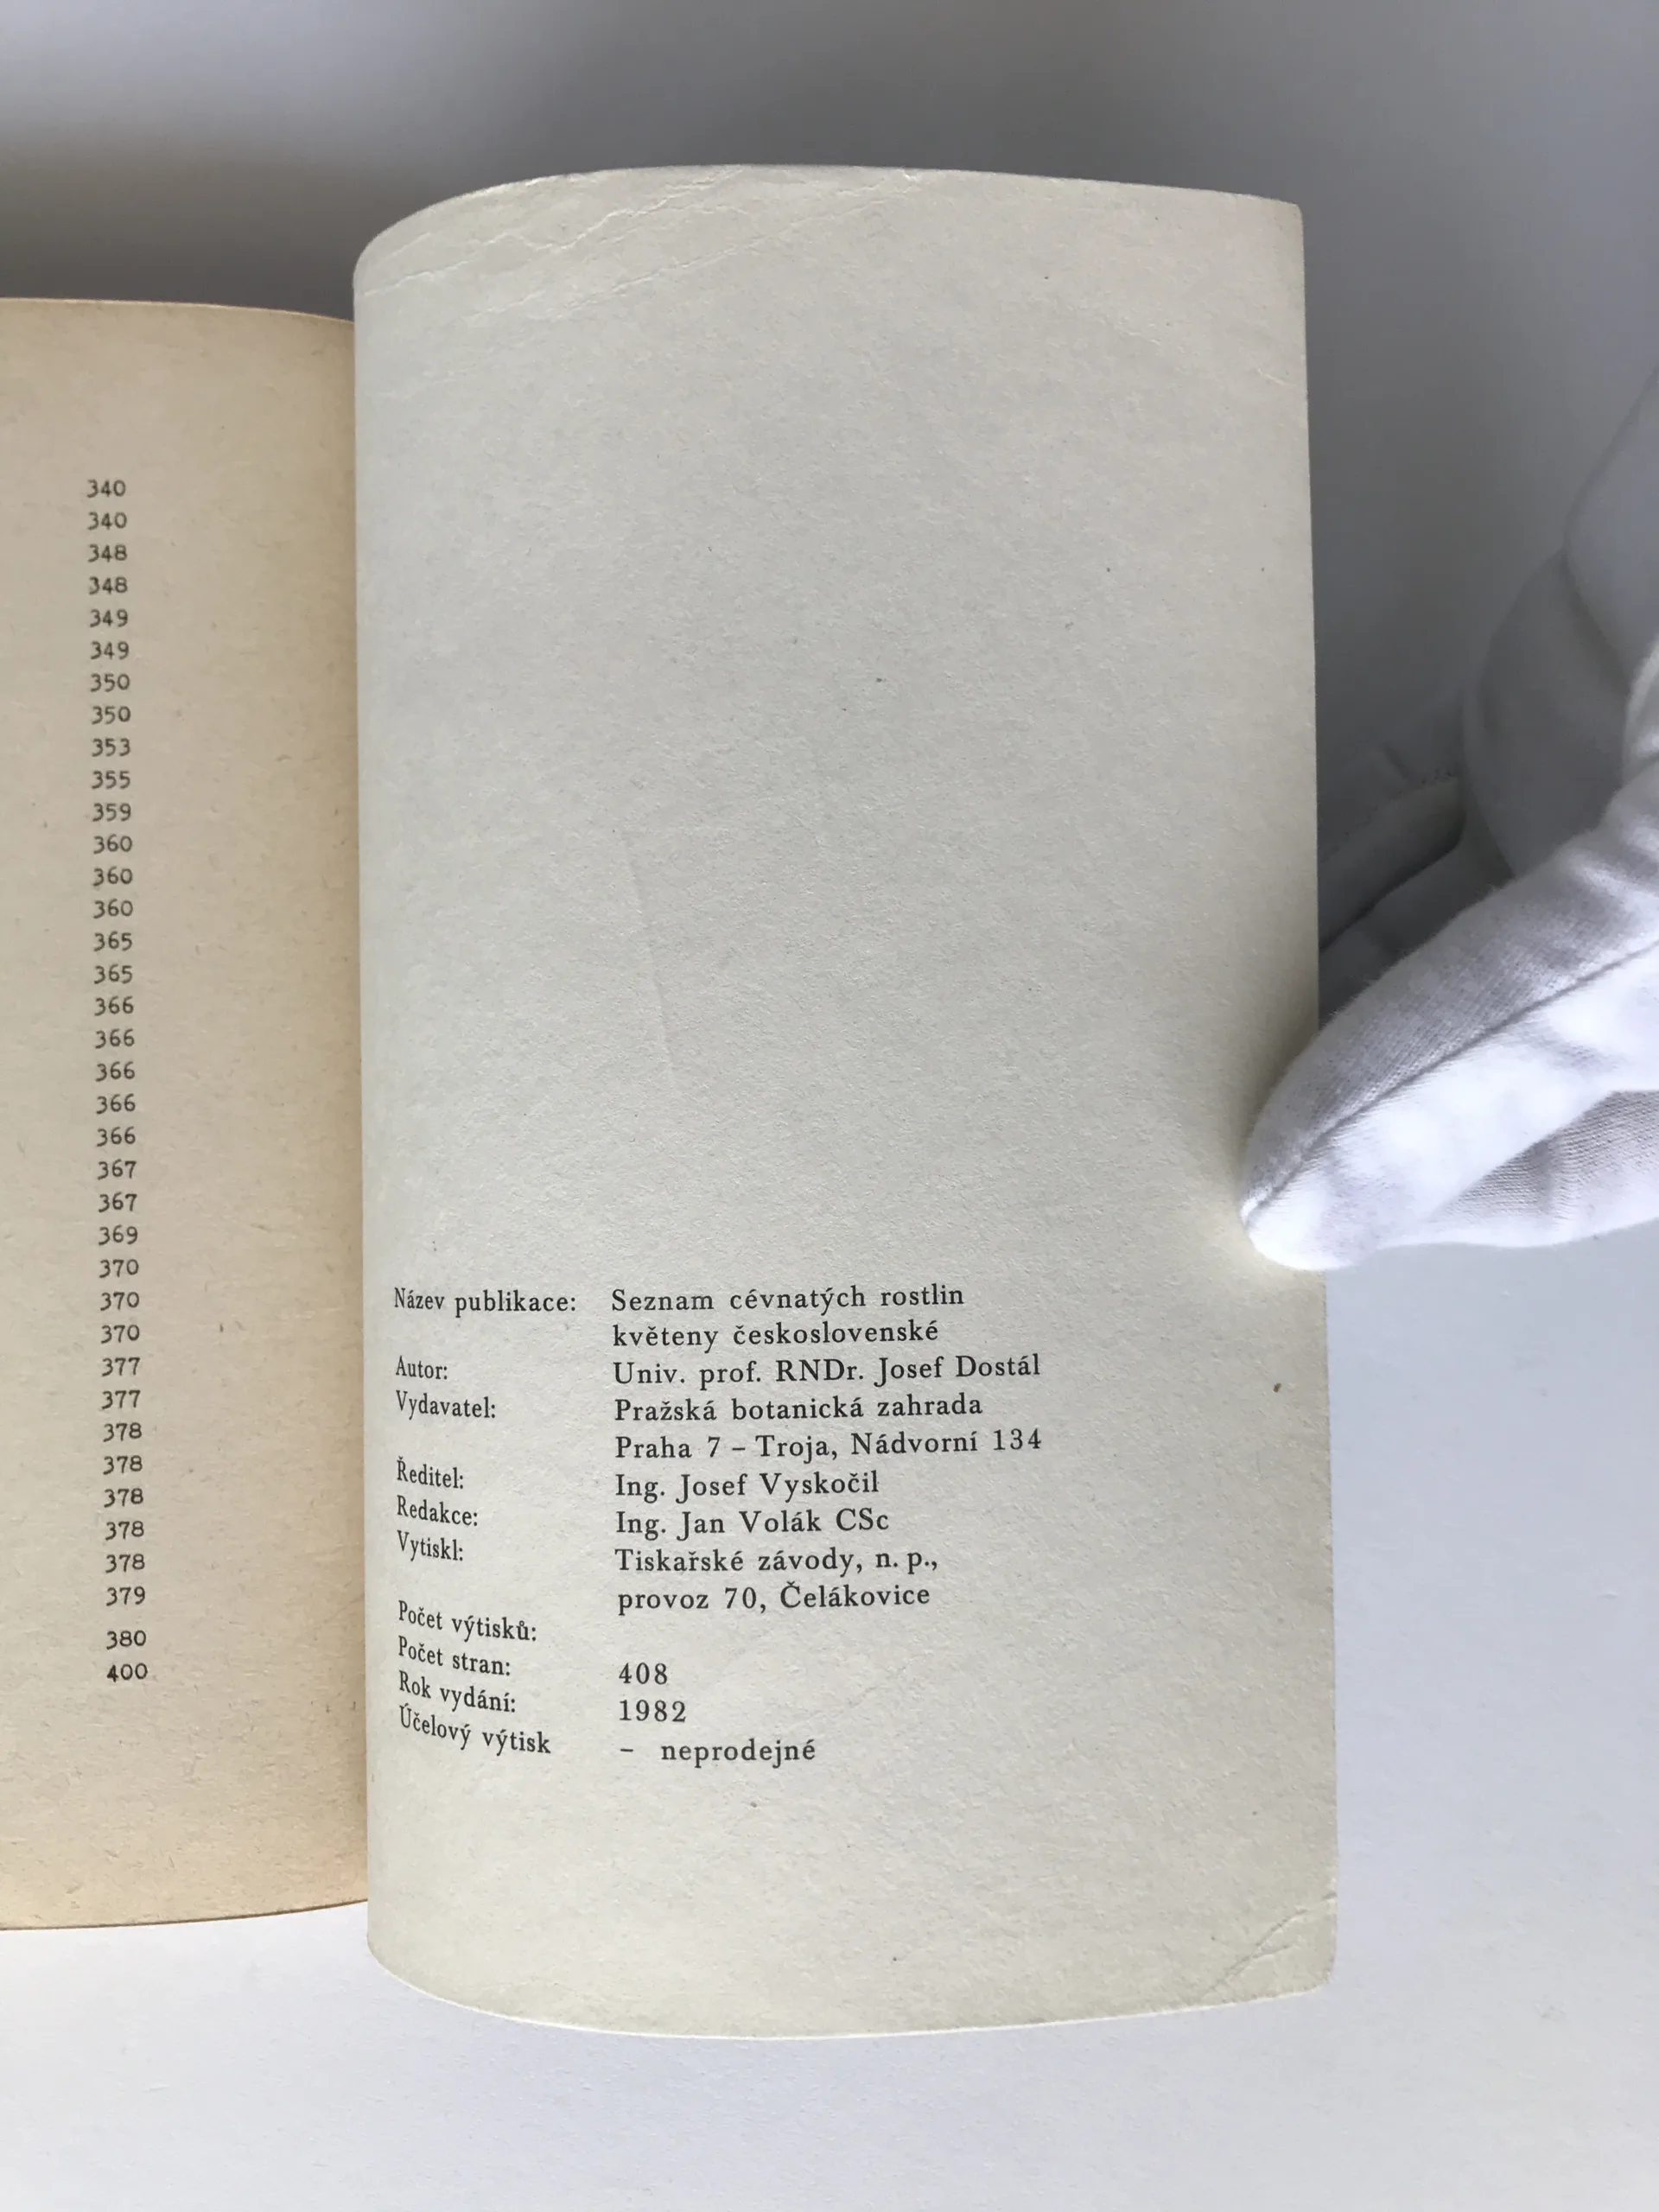 340
340
348
348
349
349
350
350
353
355
359
360
360
360
365
365
366
366
366
366
366
367
367
369
370
370
370
377
377
378
378
378
378
378
379
380
400
Název publikace: Seznam cévnatých rostlin
květeny československé
Autor: Univ. prof. RNDr. Josef Dostál
Vydavatel: Pražská botanická zahrada
Praha 7 – Troja, Nádvorní 134
Ředitel: Ing. Josef Vyskočil
Redakce: Ing. Jan Volák CSc
Vytiskl: Tiskařské závody, n. p.,
provoz 70, Čelákovice
Počet výtisků:
Počet stran: 408
Rok vydání: 1982
Účelový výtisk – neprodejné